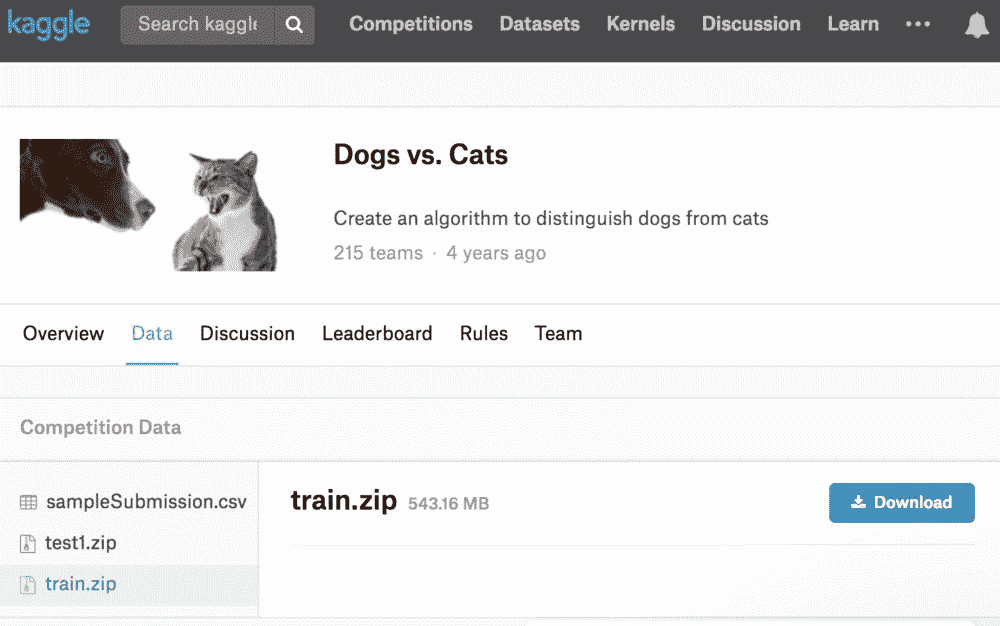 kaggle Search kaggle Competitions Datasets Kernels Discussion Learn •••
Dogs vs. Cats
Create an algorithm to distinguish dogs from cats
215 teams · 4 years ago
Overview Data Discussion Leaderboard Rules Team
Competition Data
sampleSubmission.csv
train.zip 543.16 MB Download
test1.zip
train.zip